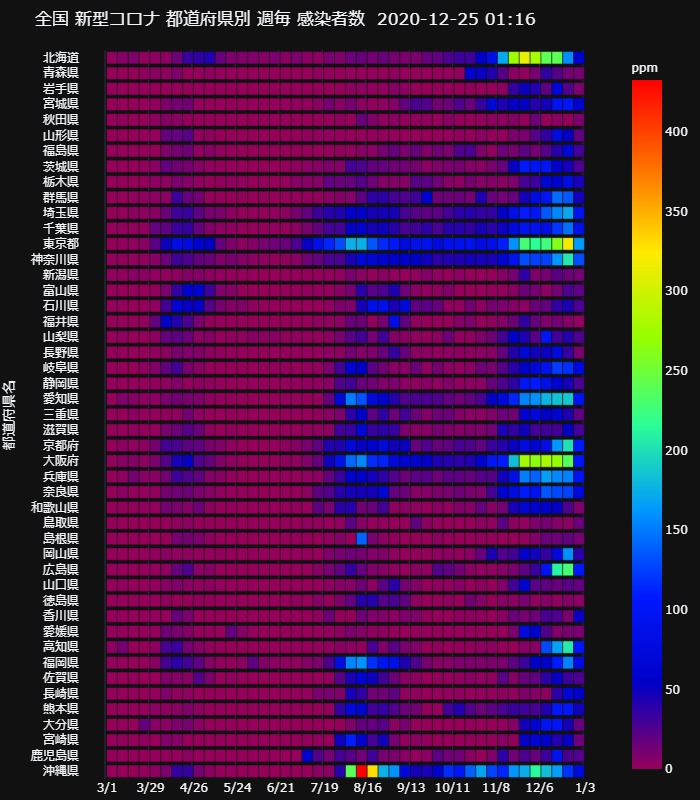 全国 新型コロナ 都道府県別 週毎 感染者数 2020-12-25 01:16
ppm
都道府県名
北海道
青森県
岩手県
宮城県
秋田県
山形県
福島県
茨城県
栃木県
群馬県
埼玉県
千葉県
東京都
神奈川県
新潟県
富山県
石川県
福井県
山梨県
長野県
岐阜県
静岡県
愛知県
三重県
滋賀県
京都府
大阪府
兵庫県
奈良県
和歌山県
鳥取県
島根県
岡山県
広島県
山口県
徳島県
香川県
愛媛県
高知県
福岡県
佐賀県
長崎県
熊本県
大分県
宮崎県
鹿児島県
沖縄県
3/1 3/29 4/26 5/24 6/21 7/19 8/16 9/13 10/11 11/8 12/6 1/3
400
350
300
250
200
150
100
50
0